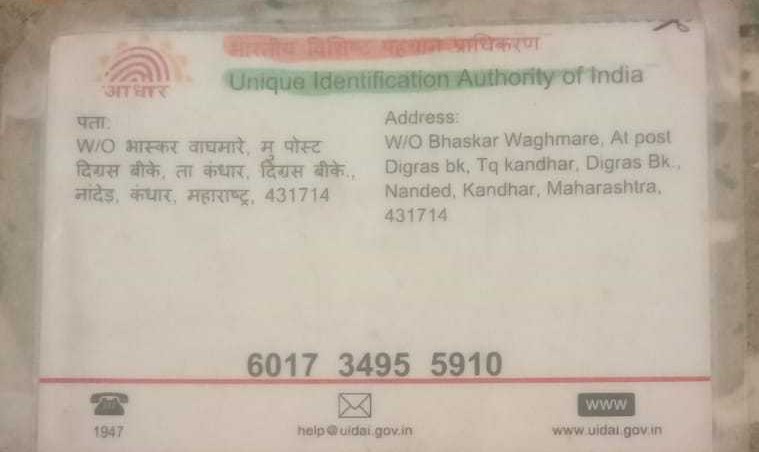 भारतीय विशिष्ट पहचान प्राधिकरण
Unique Identification Authority of India
आधार
पता:
W/O भास्कर वाघमारे, मु पोस्ट
दिग्रस बीके, ता कंधार, दिग्रस बीके.,
नांदेड, कंधार, महाराष्ट्र, 431714
Address:
W/O Bhaskar Waghmare, At post
Digras bk, Tq kandhar, Digras Bk.,
Nanded, Kandhar, Maharashtra,
431714
6017 3495 5910
1947
help@uidai.gov.in
www
www.uidai.gov.in